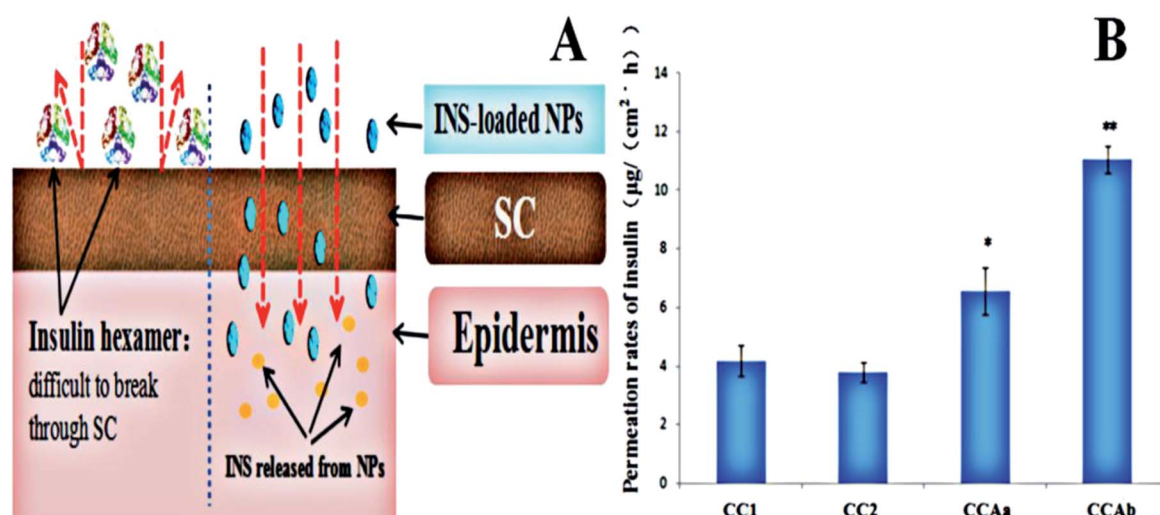 A
INS-loaded NPs
SC
Epidermis
Insulin hexamer:
difficult to break
through SC
INS released from NPs
B
Permeation rates of insulin（μg/（cm²·h））
14
12
10
8
6
4
2
0
*
**
CC1
CC2
CCAa
CCAb